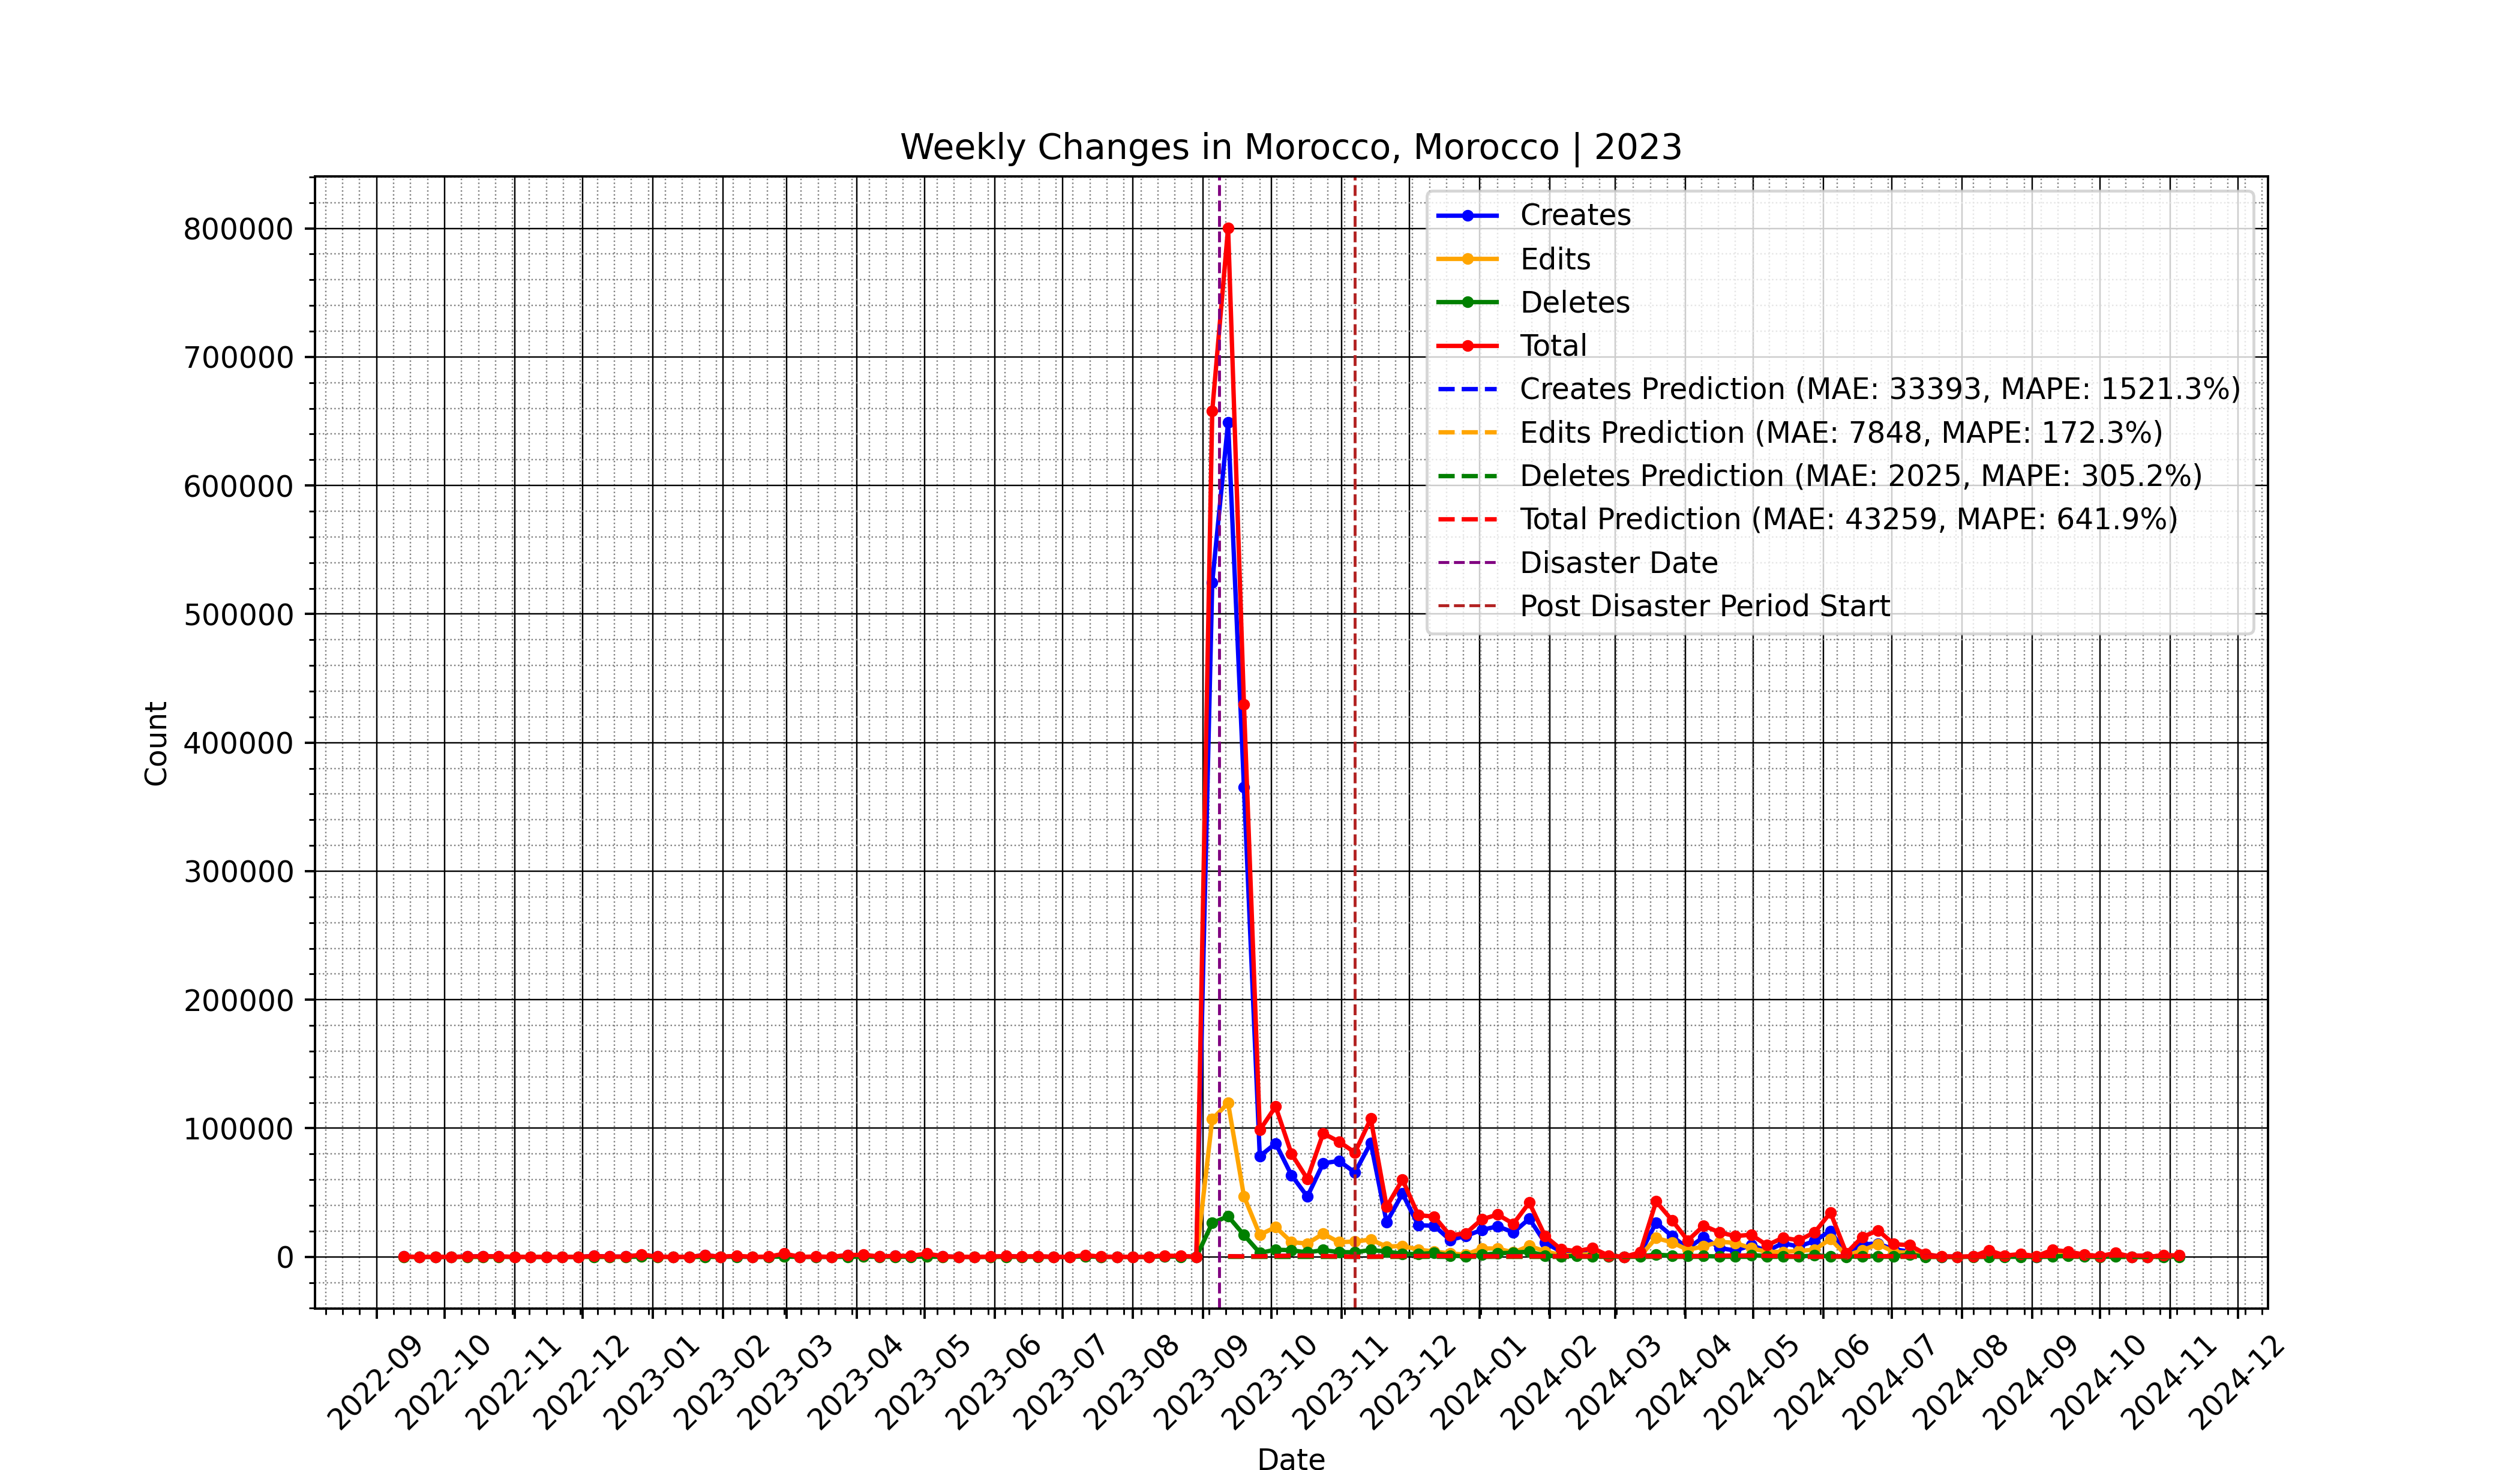 Weekly Changes in Morocco, Morocco | 2023
Count
800000
700000
600000
500000
400000
300000
200000
100000
0
Creates
Edits
Deletes
Total
Creates Prediction (MAE: 33393, MAPE: 1521.3%)
Edits Prediction (MAE: 7848, MAPE: 172.3%)
Deletes Prediction (MAE: 2025, MAPE: 305.2%)
Total Prediction (MAE: 43259, MAPE: 641.9%)
Disaster Date
Post Disaster Period Start
2022-09
2022-10
2022-11
2022-12
2023-01
2023-02
2023-03
2023-04
2023-05
2023-06
2023-07
2023-08
2023-09
2023-10
2023-11
2023-12
2024-01
2024-02
2024-03
2024-04
2024-05
2024-06
2024-07
2024-08
2024-09
2024-10
2024-11
2024-12
Date